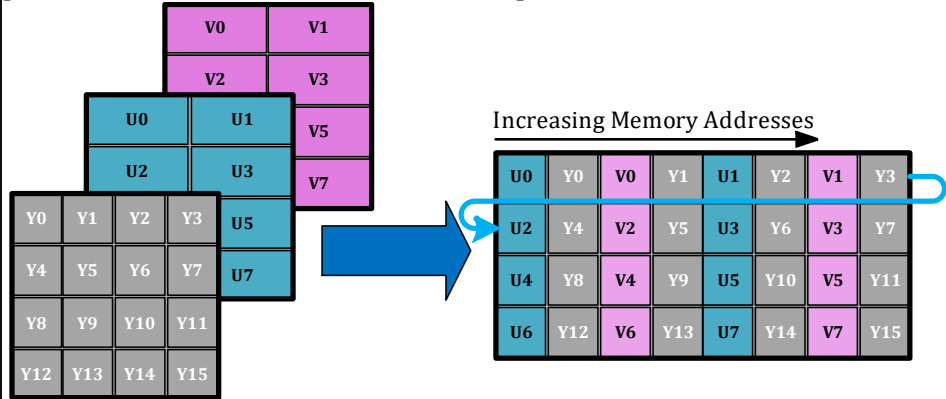 V0 V1
V2 V3
V5
V7
U0 U1
U2 U3
U5
U7
Y0 Y1 Y2 Y3
Y4 Y5 Y6 Y7
Y8 Y9 Y10 Y11
Y12 Y13 Y14 Y15
Increasing Memory Addresses
U0 Y0 V0 Y1 U1 Y2 V1 Y3
U2 Y4 V2 Y5 U3 Y6 V3 Y7
U4 Y8 V4 Y9 U5 Y10 V5 Y11
U6 Y12 V6 Y13 U7 Y14 V7 Y15